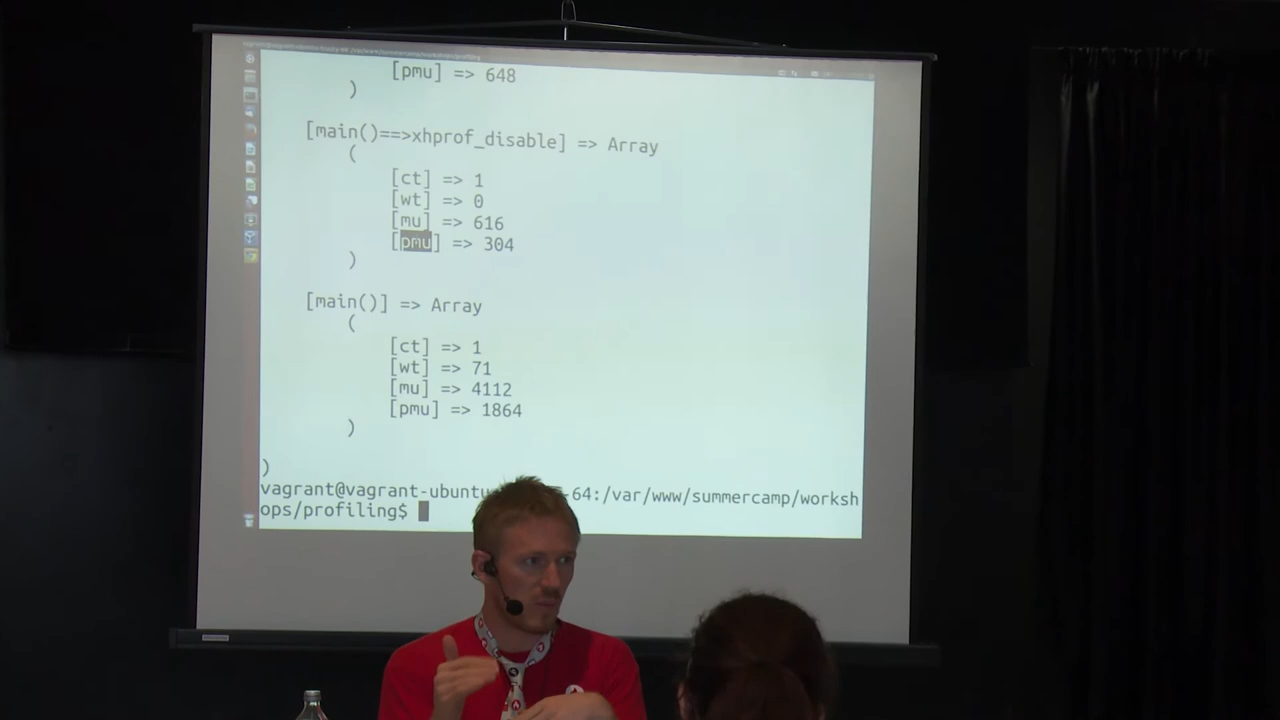 [pmu] => 648
)
[main()==>xhprof_disable] => Array
(
[ct] => 1
[wt] => 0
[mu] => 616
[pmu] => 304
)
[main()] => Array
(
[ct] => 1
[wt] => 71
[mu] => 4112
[pmu] => 1864
)
)
vagrant@vagrant-ubuntu -64:/var/www/summercamp/worksh
ops/profiling$